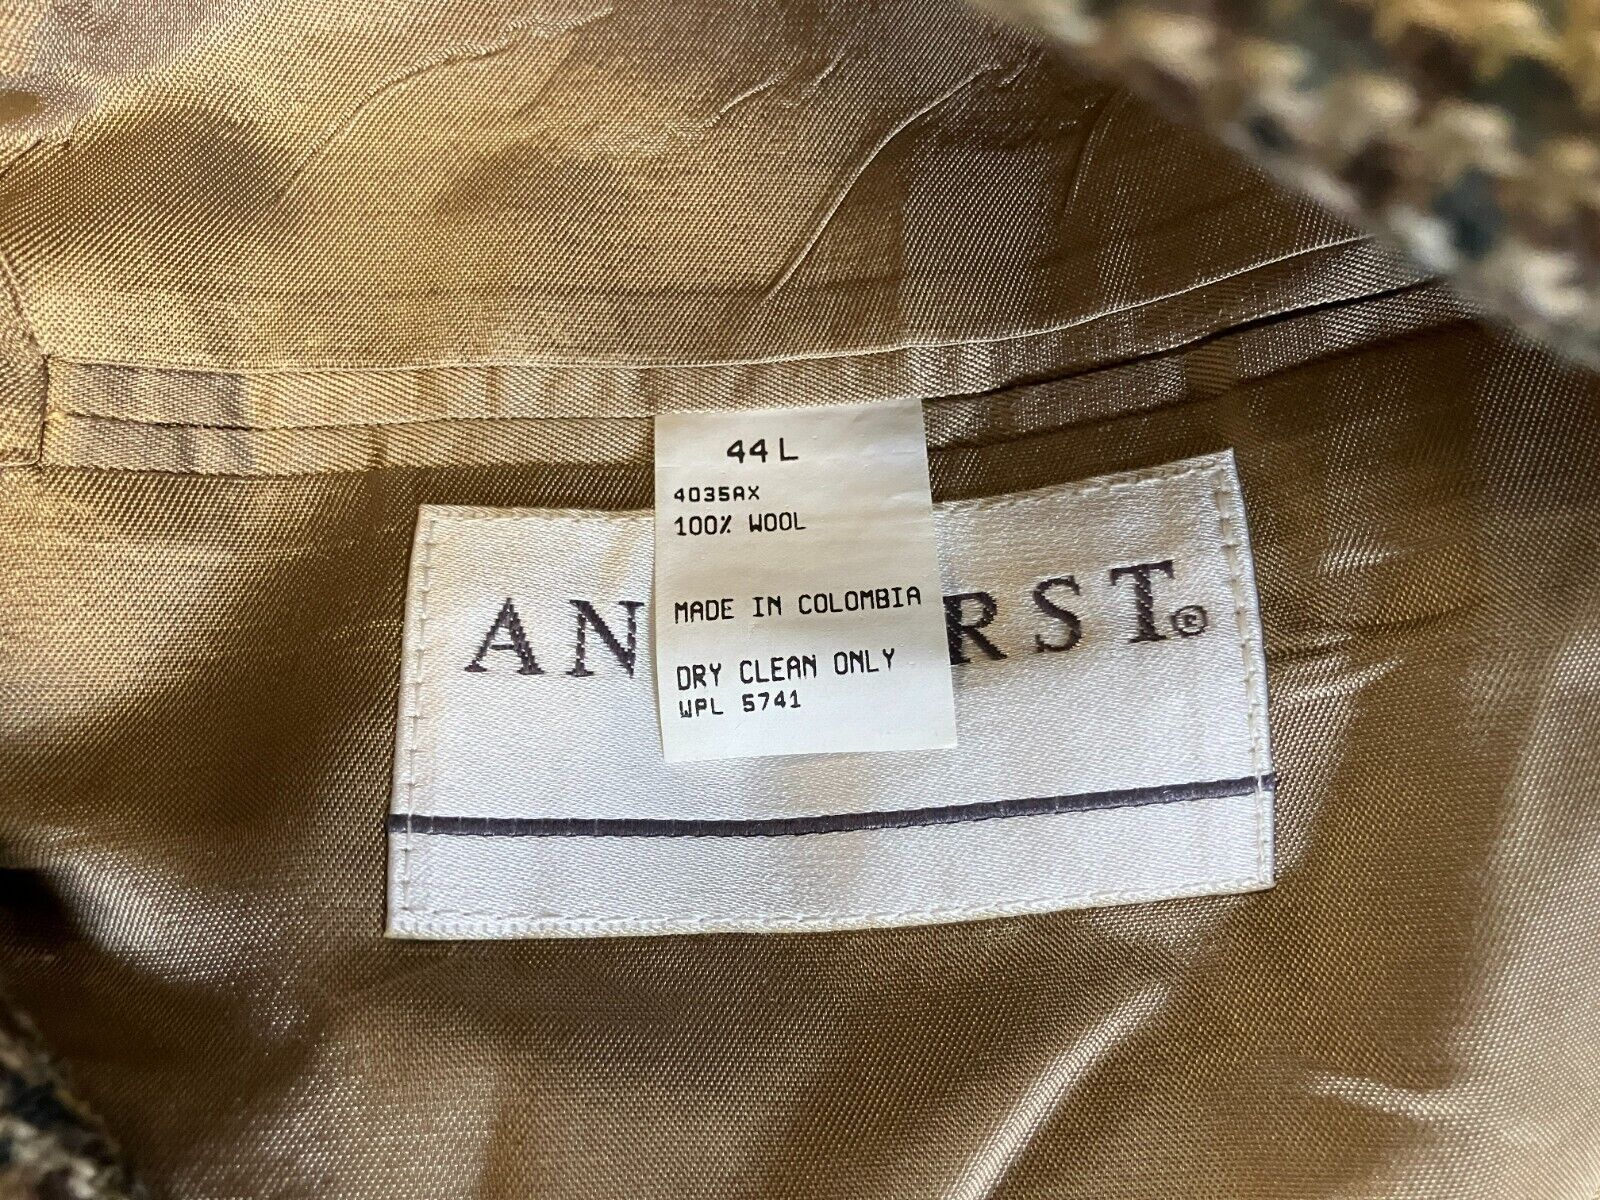 44 L
4035AX
100% WOOL
MADE IN COLOMBIA
DRY CLEAN ONLY
WPL 5741
AN RST®